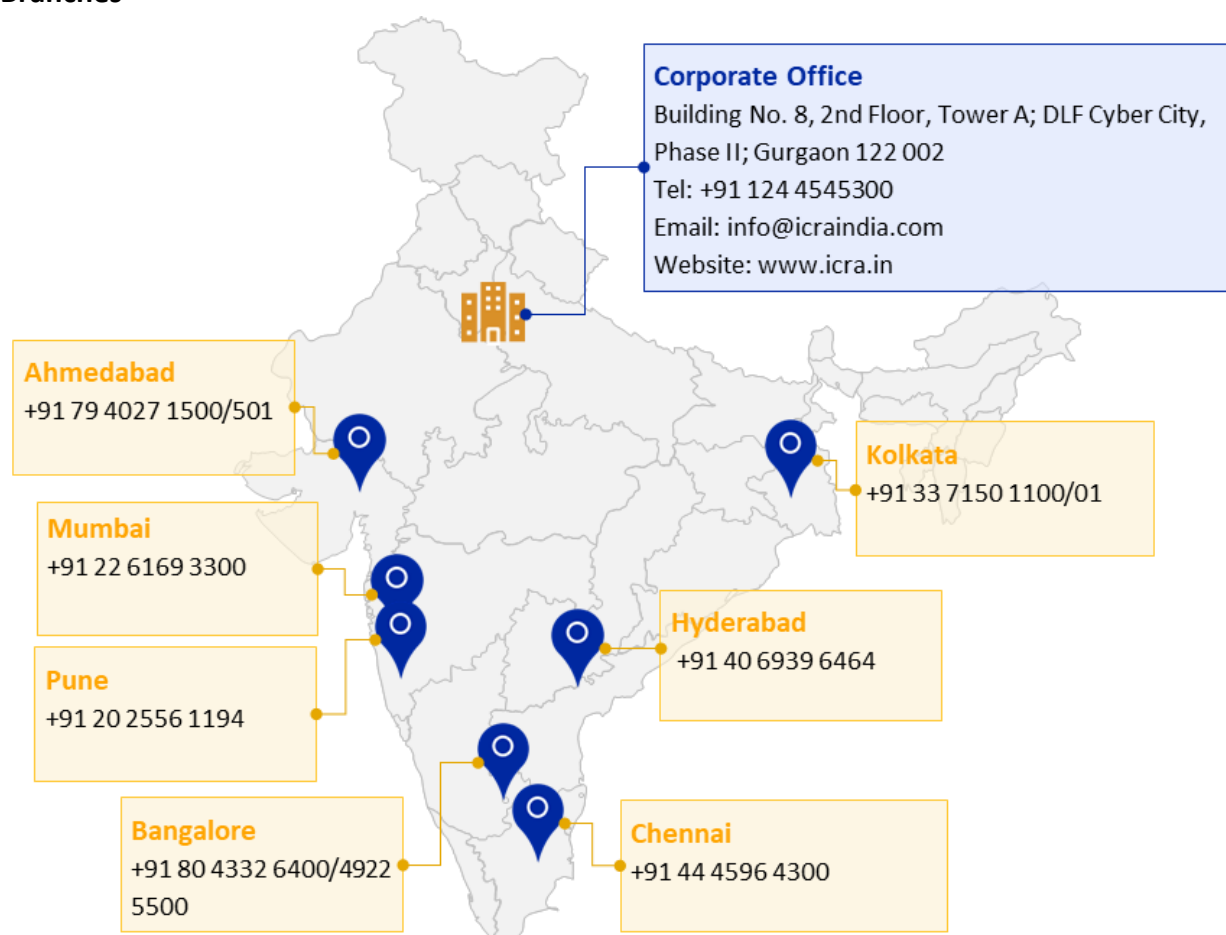 Branches
Corporate Office
Building No. 8, 2nd Floor, Tower A; DLF Cyber City,
Phase II; Gurgaon 122 002
Tel: +91 124 4545300
Email: info@icraindia.com
Website: www.icra.in
Ahmedabad
+91 79 4027 1500/501
Kolkata
+91 33 7150 1100/01
Mumbai
+91 22 6169 3300
Hyderabad
+91 40 6939 6464
Pune
+91 20 2556 1194
Bangalore
+91 80 4332 6400/4922
5500
Chennai
+91 44 4596 4300